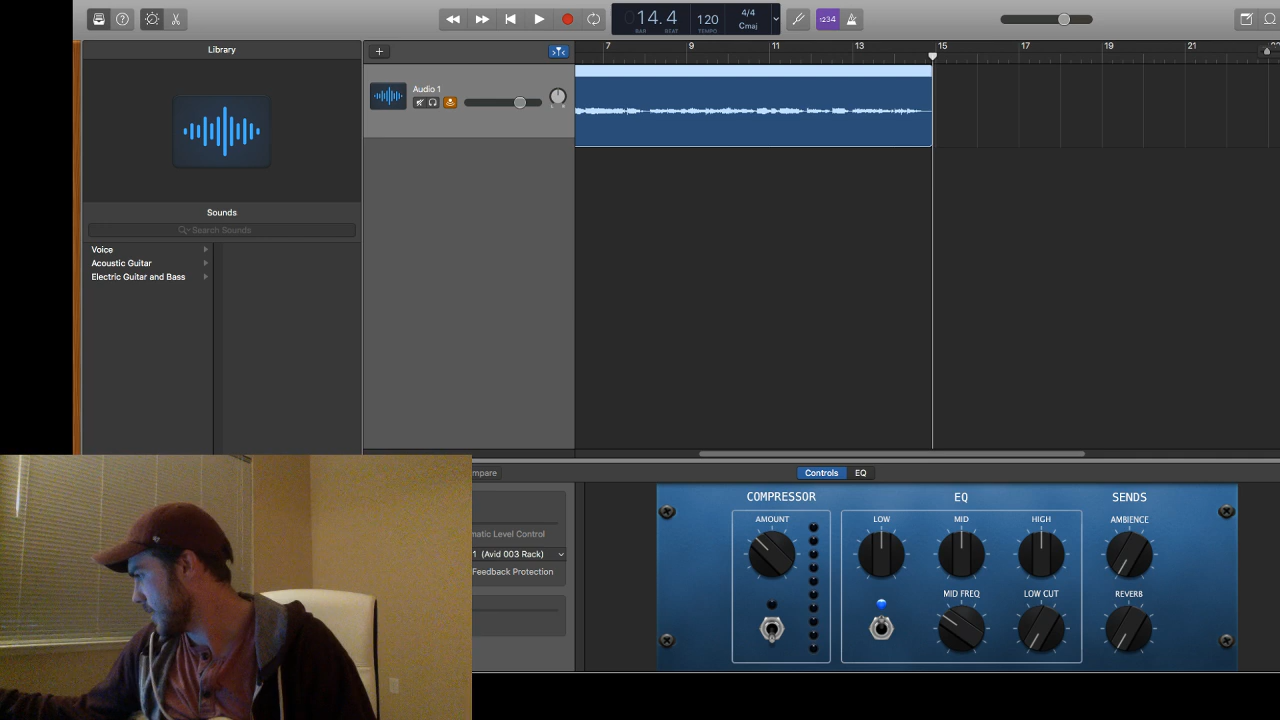 14.4
BAR BEAT
120
TEMPO
4/4
Cmaj
1234
Library
7 9 11 13 15 17 19 21
Audio 1
L R
Sounds
Search Sounds
Voice
Acoustic Guitar
Electric Guitar and Bass
mpare
Controls
EQ
COMPRESSOR
EQ
SENDS
AMOUNT
LOW
MID
HIGH
AMBIENCE
matic Level Control
1 (Avid 003 Rack)
Feedback Protection
MID FREQ
LOW CUT
REVERB